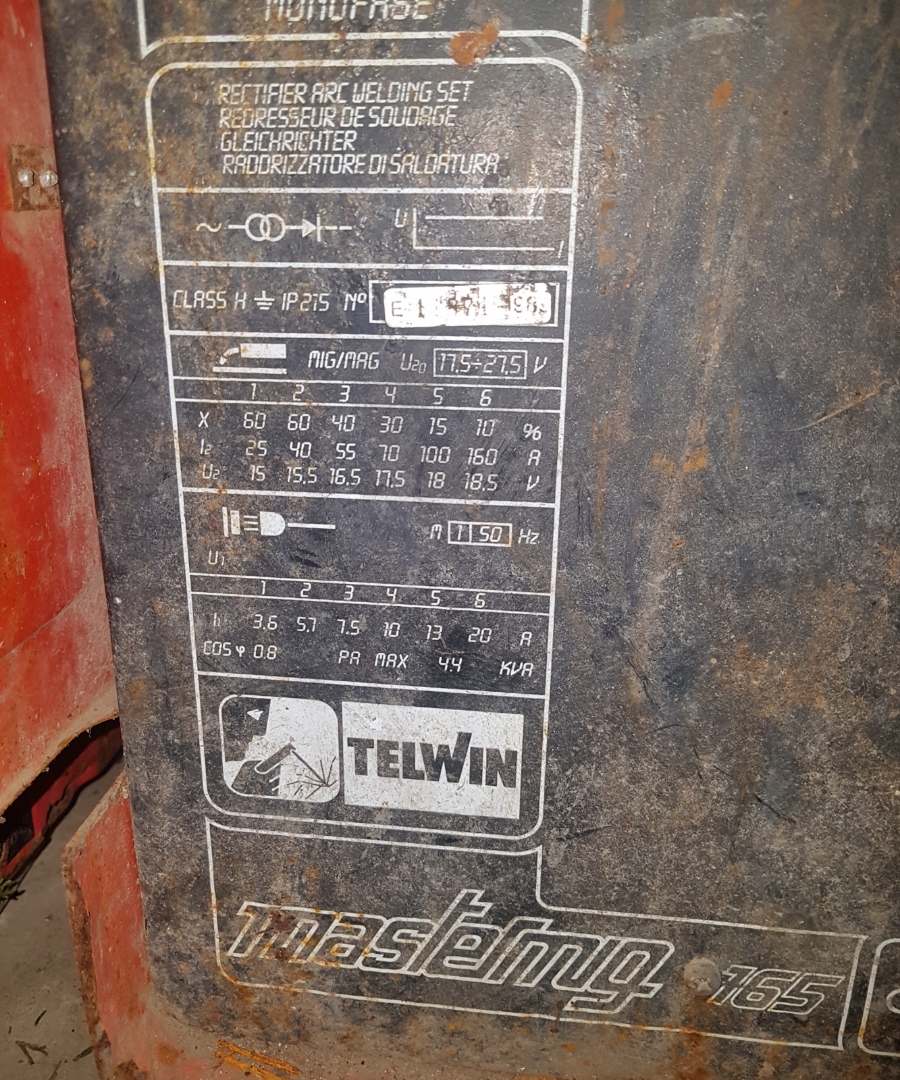 MONOFASE
RECTIFIER ARC WELDING SET
REDRESSEUR DE SOUDAGE
GLEICHRICHTER
RADDRIZZATORE DI SALDATURA
U
I
CLASS H IP21S Nº
MIG/MAG U20 17.5÷27.5 V
1 2 3 4 5 6
X 60 60 40 30 15 10 %
I2 25 40 55 70 100 160 A
U2 15 15.5 16.5 17.5 18 18.5 V
M 1 50 Hz
U1
1 2 3 4 5 6
I1 3.6 5.7 7.5 10 13 20 A
COS φ 0.8 PA MAX 4.4 KVA
TELWIN
mastermig 165